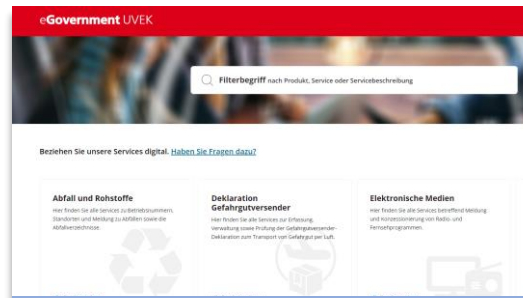 eGovernment UVEK
Filterbegriff nach Produkt, Service oder Servicebeschreibung
Beziehen Sie unsere Services digital. Haben Sie Fragen dazu?
Abfall und Rohstoffe
Hier finden Sie alle Services zu Betriebsnummern,
Standorten und Meldung zu Abfällen sowie die
Abfallverzeichnisse.
Deklaration
Gefahrgutversender
Hier finden Sie alle Services zur Erfassung,
Verwaltung sowie Prüfung der Gefahrgutversender-
Deklaration zum Transport von Gefahrgut per Luft.
Elektronische Medien
Hier finden Sie alle Services betreffend Meldung
und Konzessionierung von Radio- und
Fernsehprogrammen.